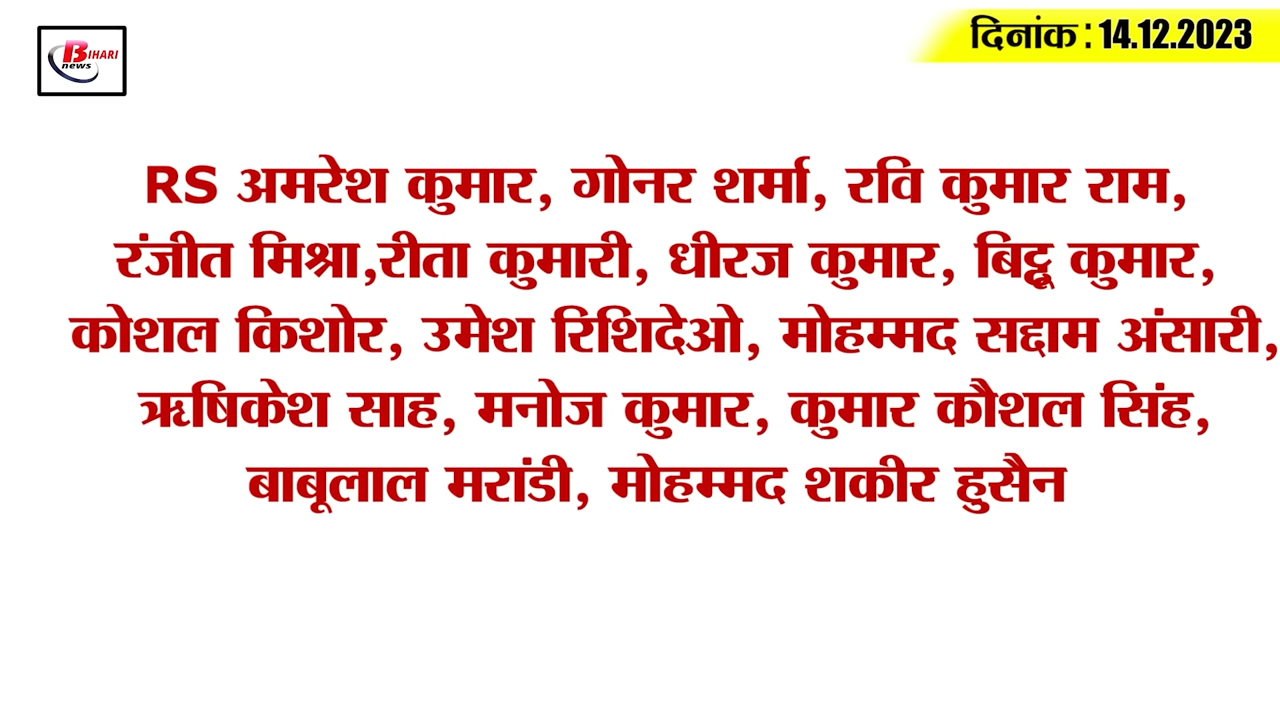 BIHARI
news
दिनांक : 14.12.2023
RS अमरेश कुमार, गोनर शर्मा, रवि कुमार राम,
रंजीत मिश्रा,रीता कुमारी, धीरज कुमार, बिट्टू कुमार,
कोशल किशोर, उमेश रिशिदेओ, मोहम्मद सद्दाम अंसारी,
ऋषिकेश साह, मनोज कुमार, कुमार कौशल सिंह,
बाबूलाल मरांडी, मोहम्मद शकीर हुसैन